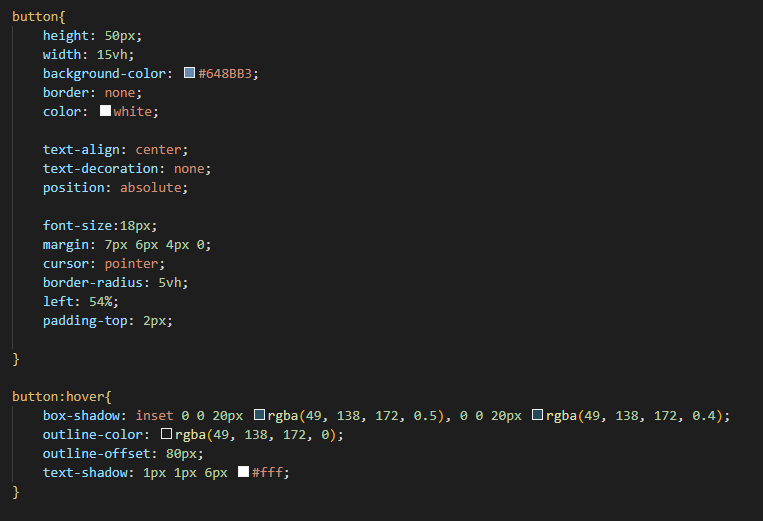 button{
    height: 50px;
    width: 15vh;
    background-color: #648BB3;
    border: none;
    color: white;

    text-align: center;
    text-decoration: none;
    position: absolute;

    font-size:18px;
    margin: 7px 6px 4px 0;
    cursor: pointer;
    border-radius: 5vh;
    left: 54%;
    padding-top: 2px;

}

button:hover{
    box-shadow: inset 0 0 20px rgba(49, 138, 172, 0.5), 0 0 20px rgba(49, 138, 172, 0.4);
    outline-color: rgba(49, 138, 172, 0);
    outline-offset: 80px;
    text-shadow: 1px 1px 6px #fff;
}